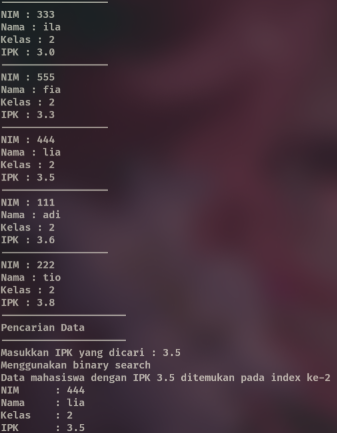 NIM : 333
Nama : ila
Kelas : 2
IPK : 3.0
NIM : 555
Nama : fia
Kelas : 2
IPK : 3.3
NIM : 444
Nama : lia
Kelas : 2
IPK : 3.5
NIM : 111
Nama : adi
Kelas : 2
IPK : 3.6
NIM : 222
Nama : tio
Kelas : 2
IPK : 3.8
Pencarian Data
Masukkan IPK yang dicari : 3.5
Menggunakan binary search
Data mahasiswa dengan IPK 3.5 ditemukan pada index ke-2
NIM : 444
Nama : lia
Kelas : 2
IPK : 3.5